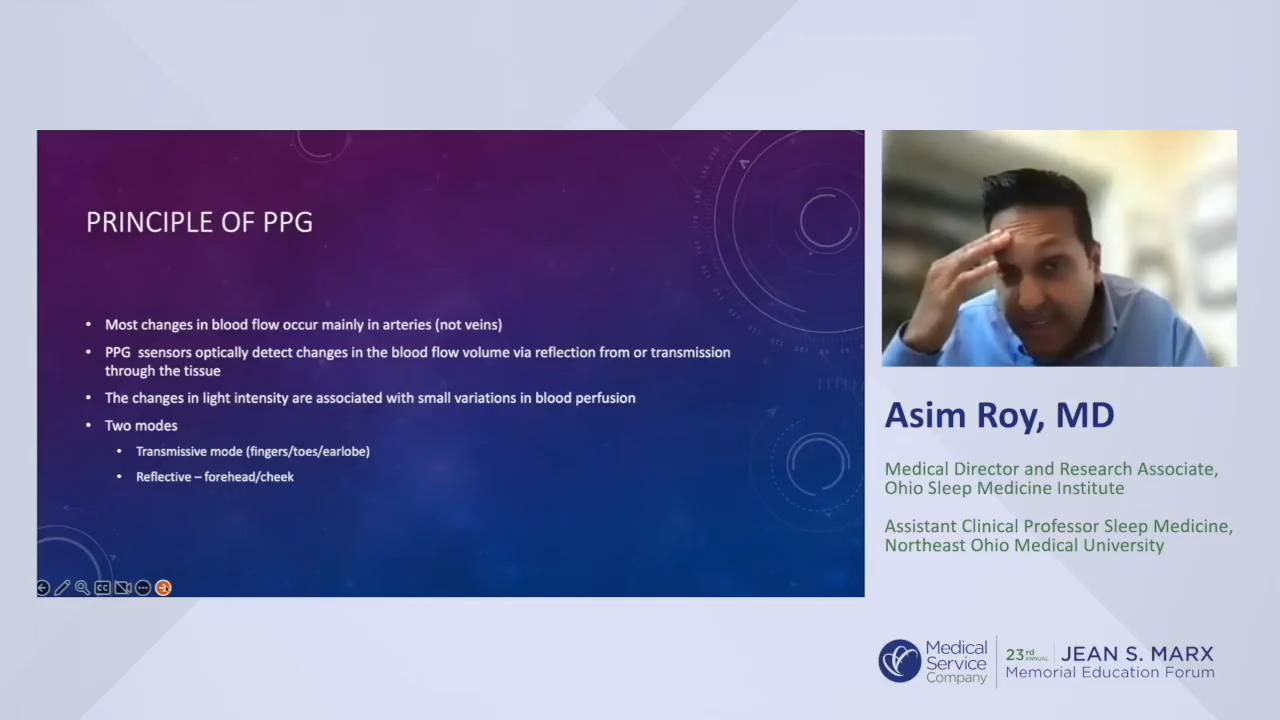 PRINCIPLE OF PPG
• Most changes in blood flow occur mainly in arteries (not veins)
• PPG ssensors optically detect changes in the blood flow volume via reflection from or transmission
through the tissue
• The changes in light intensity are associated with small variations in blood perfusion
• Two modes
• Transmissive mode (fingers/toes/earlobe)
• Reflective – forehead/cheek
CC
Asim Roy, MD
Medical Director and Research Associate,
Ohio Sleep Medicine Institute
Assistant Clinical Professor Sleep Medicine,
Northeast Ohio Medical University
Medical
Service
Company
23rd ANNUAL JEAN S. MARX
Memorial Education Forum